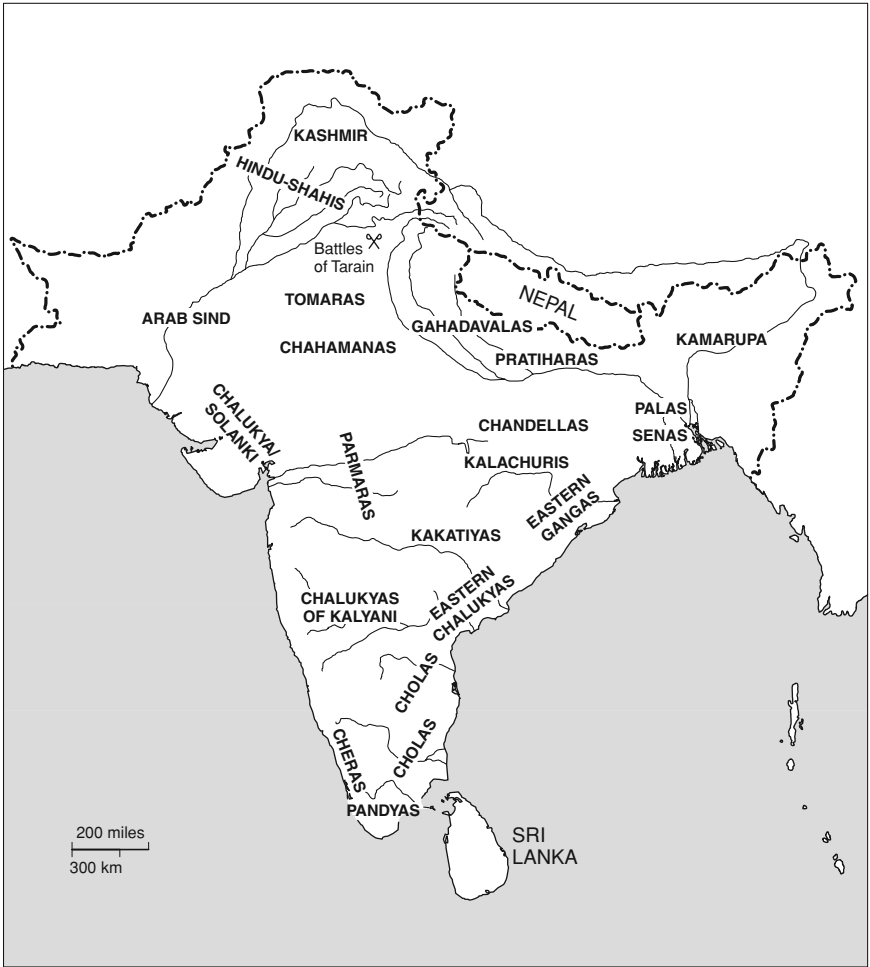 KASHMIR
HINDU-SHAHIS
Battles
of Tarain
TOMARAS
NEPAL
ARAB SIND
GAHADAVALAS
KAMARUPA
CHAHAMANAS
PRATIHARAS
CHALUKYA/
SOLANKI
PALAS
CHANDELLAS
SENAS
PARMARAS
KALACHURIS
EASTERN
GANGAS
KAKATIYAS
CHALUKYAS
OF KALYANI
EASTERN
CHALUKYAS
CHOLAS
CHERAS
CHOLAS
PANDYAS
200 miles
300 km
SRI
LANKA